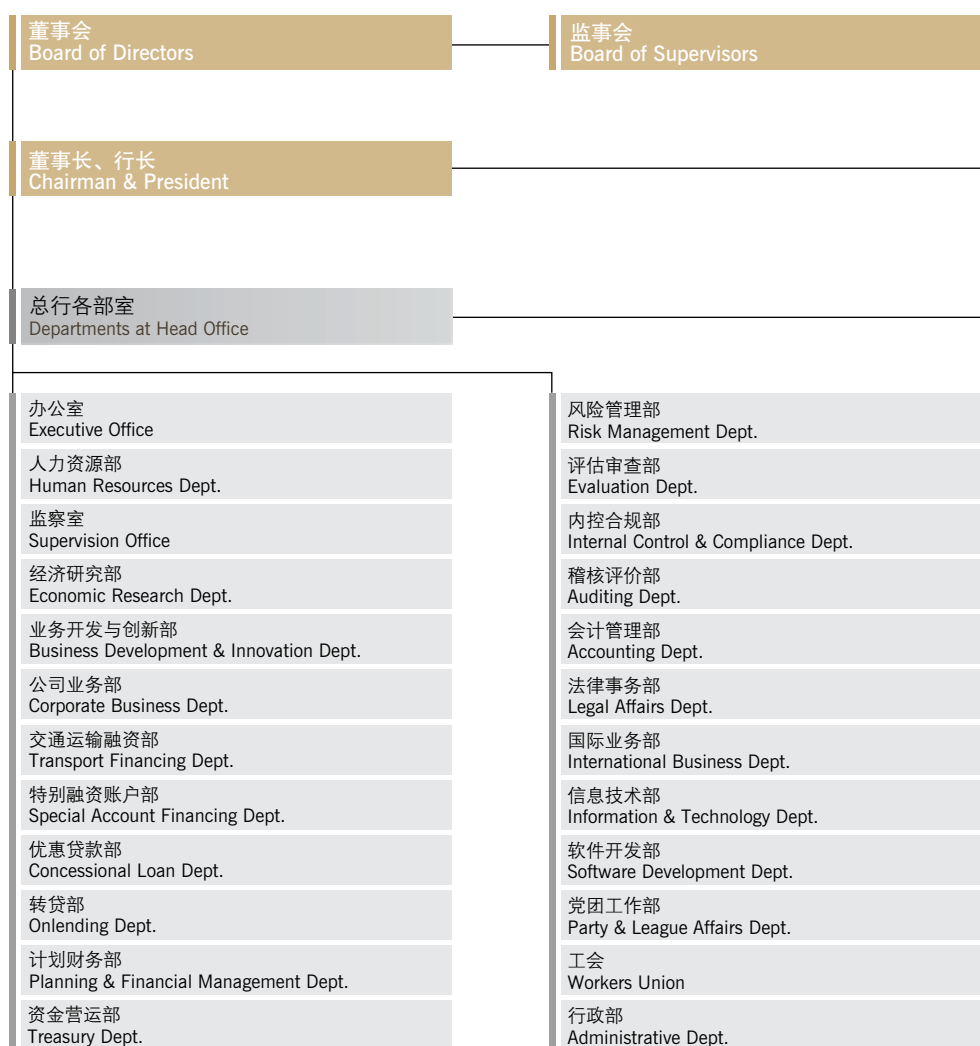 董事会
Board of Directors
监事会
Board of Supervisors
董事长、行长
Chairman & President
总行各部室
Departments at Head Office
办公室
Executive Office
人力资源部
Human Resources Dept.
监察室
Supervision Office
经济研究部
Economic Research Dept.
业务开发与创新部
Business Development & Innovation Dept.
公司业务部
Corporate Business Dept.
交通运输融资部
Transport Financing Dept.
特别融资账户部
Special Account Financing Dept.
优惠贷款部
Concessional Loan Dept.
转贷部
Onlending Dept.
计划财务部
Planning & Financial Management Dept.
资金营运部
Treasury Dept.
风险管理部
Risk Management Dept.
评估审查部
Evaluation Dept.
内控合规部
Internal Control & Compliance Dept.
稽核评价部
Auditing Dept.
会计管理部
Accounting Dept.
法律事务部
Legal Affairs Dept.
国际业务部
International Business Dept.
信息技术部
Information & Technology Dept.
软件开发部
Software Development Dept.
党团工作部
Party & League Affairs Dept.
工会
Workers Union
行政部
Administrative Dept.